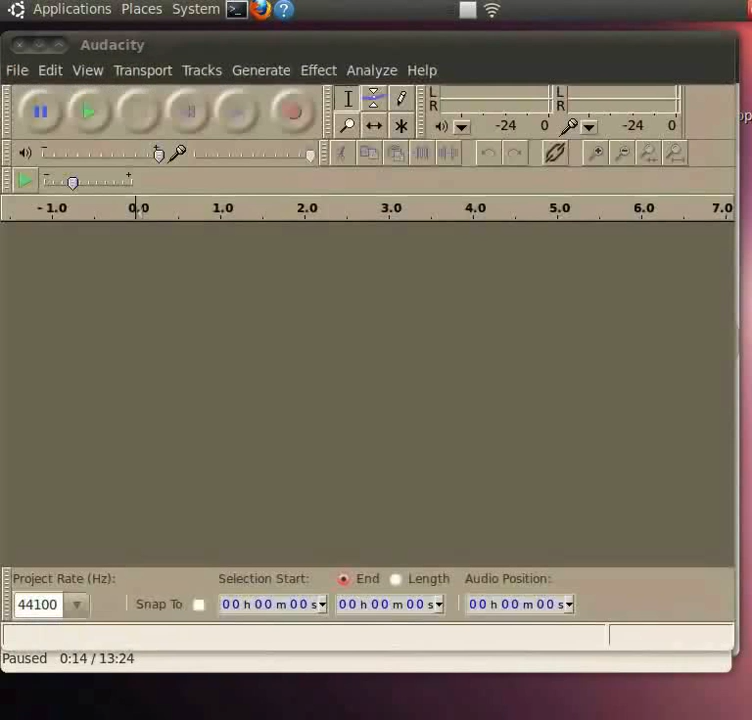 Applications Places System
Audacity
File Edit View Transport Tracks Generate Effect Analyze Help
L L
R R
-24 0 -24 0
- + - +
- +
- 1.0 0.0 1.0 2.0 3.0 4.0 5.0 6.0 7.0
Project Rate (Hz): Selection Start: End Length Audio Position:
44100 Snap To 00 h 00 m 00 s 00 h 00 m 00 s 00 h 00 m 00 s
Paused 0:14 / 13:24